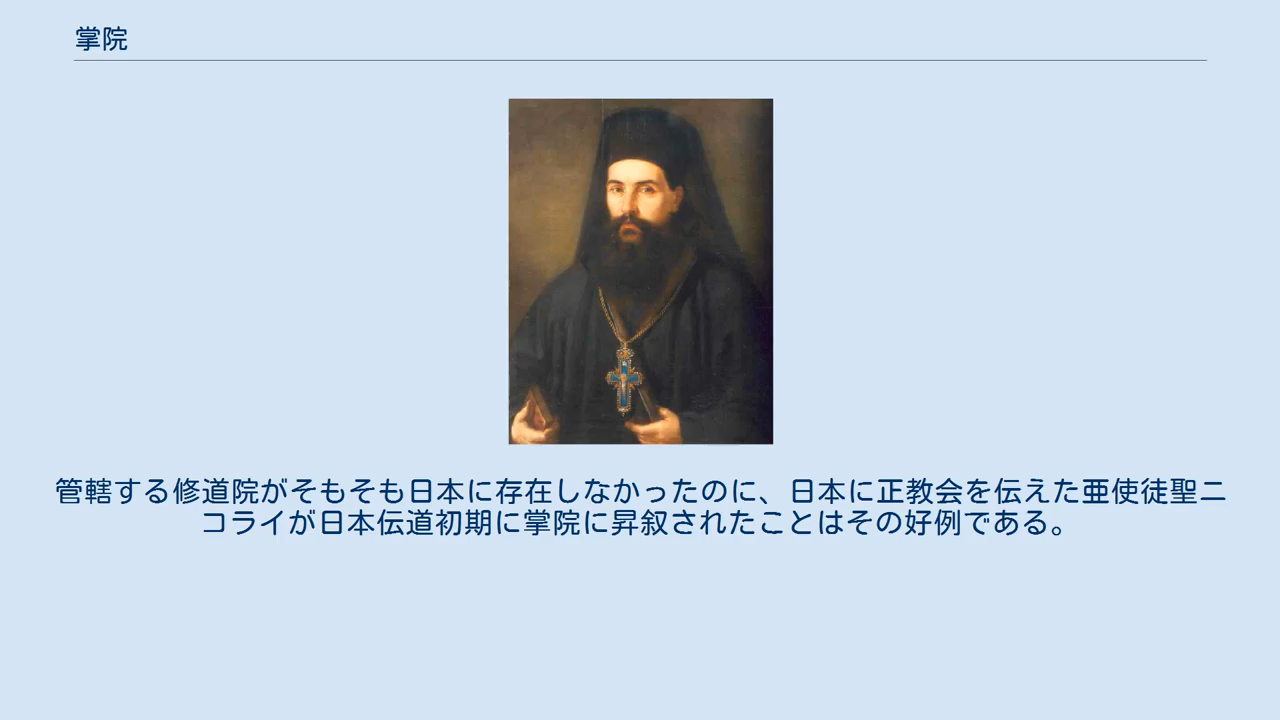 掌院
管轄する修道院がそもそも日本に存在しなかったのに、日本に正教会を伝えた亜使徒聖ニ
コライが日本伝道初期に掌院に昇叙されたことはその好例である。